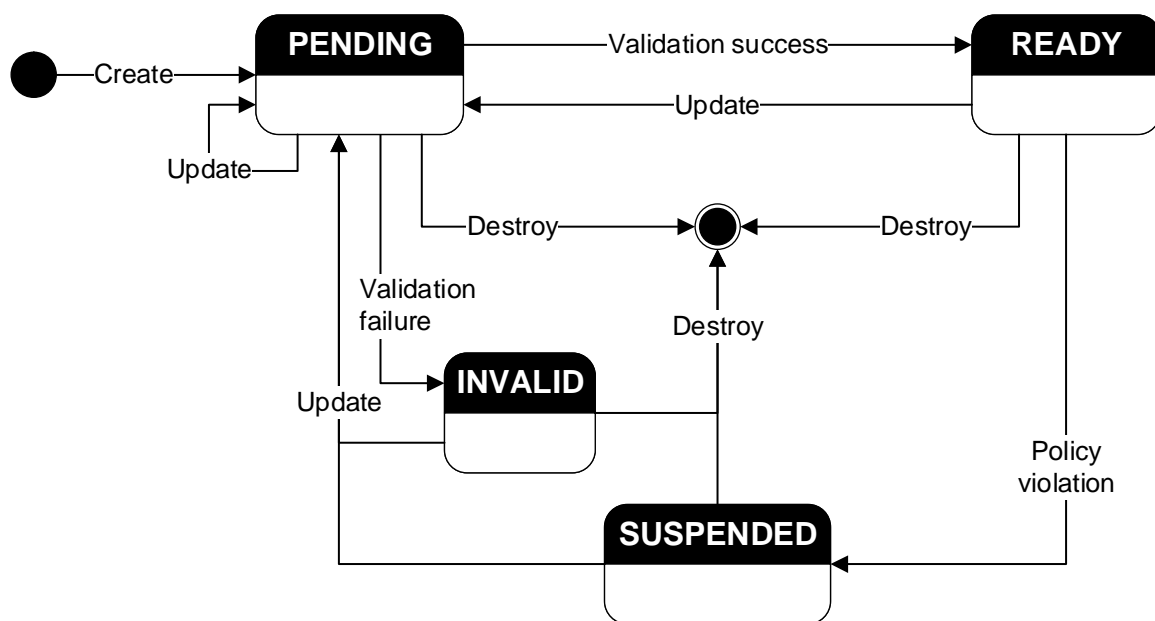 PENDING
Validation success
READY
Create
Update
Update
Destroy
Destroy
Validation
failure
Destroy
INVALID
Update
Policy
violation
SUSPENDED